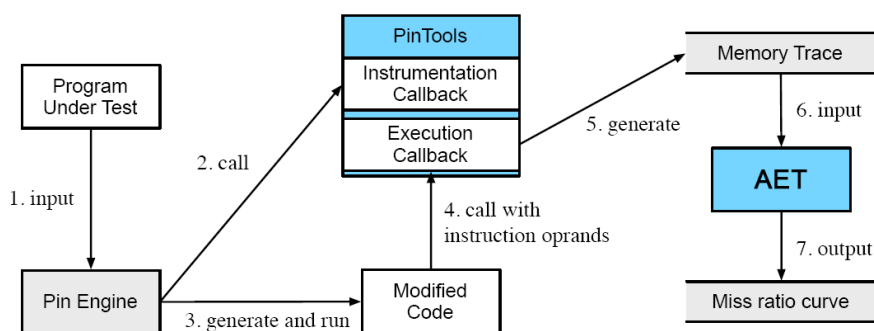 PinTools
Instrumentation
Callback
Execution
Callback
Program
Under Test
Memory Trace
1. input
2. call
5. generate
6. input
AET
4. call with
instruction oprands
7. output
Pin Engine
3. generate and run
Modified
Code
Miss ratio curve